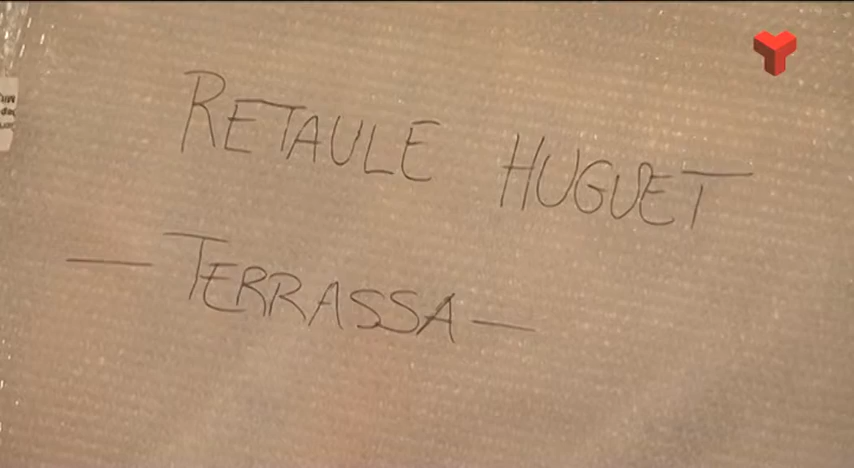 RETAULE HUGUET
— TERRASSA —